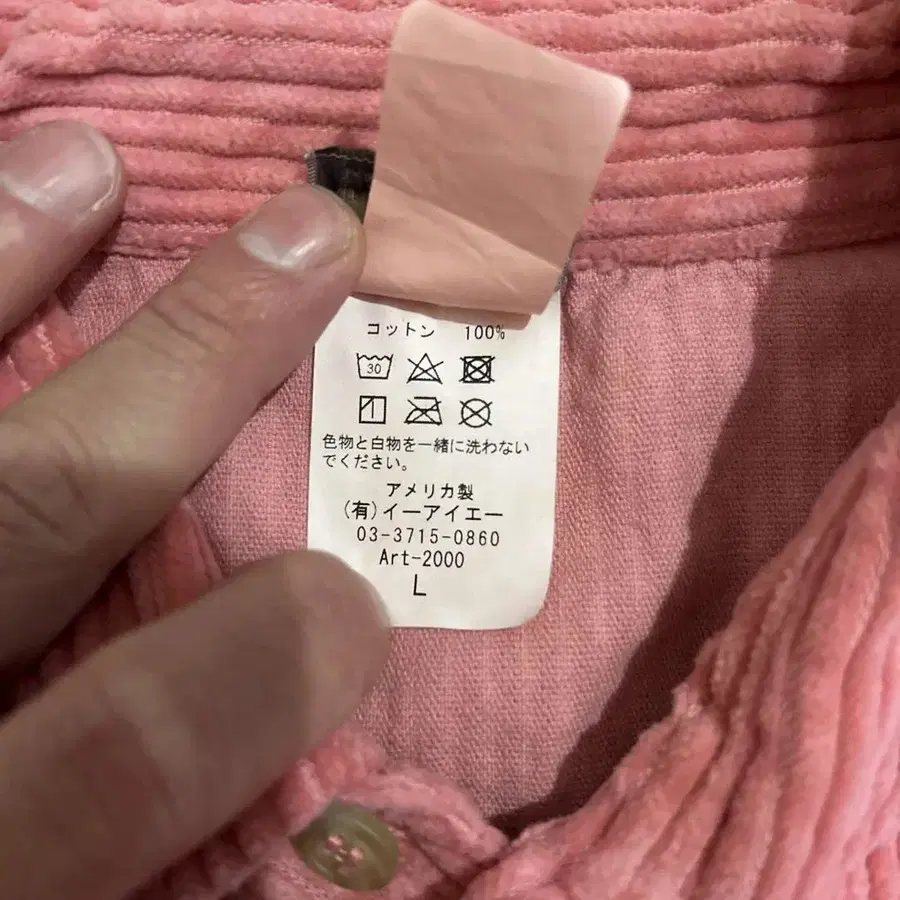 コットン 100%
30
色物と白物を一緒に洗わない
でください。
アメリカ製
(有)イーアイエー
03-3715-0860
Art-2000
L